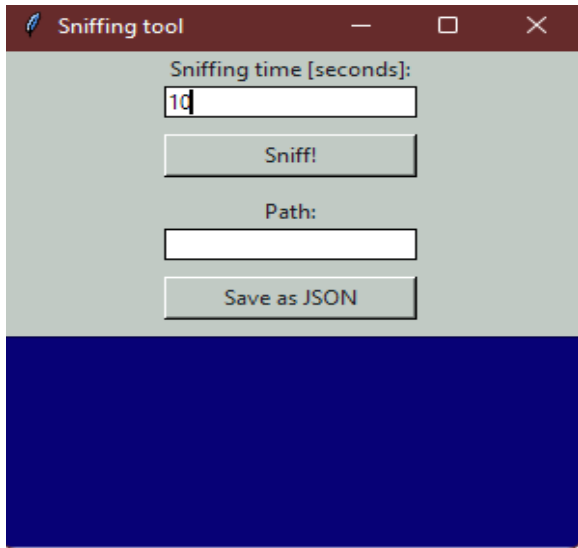 Sniffing tool
Sniffing time [seconds]:
10
Sniff!
Path:
Save as JSON